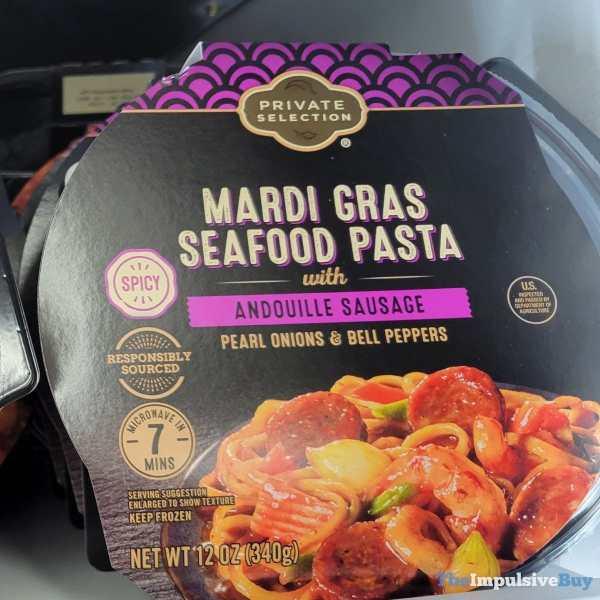 PRIVATE
SELECTION
®
MARDI GRAS
SEAFOOD PASTA
with
ANDOUILLE SAUSAGE
PEARL ONIONS & BELL PEPPERS
SPICY
U.S.
INSPECTED
AND PASSED BY
DEPARTMENT OF
AGRICULTURE
RESPONSIBLY
SOURCED
MICROWAVE IN
7
MINS
SERVING SUGGESTION
ENLARGED TO SHOW TEXTURE
KEEP FROZEN
NET WT 12 OZ (340g)
TheImpulsiveBuy